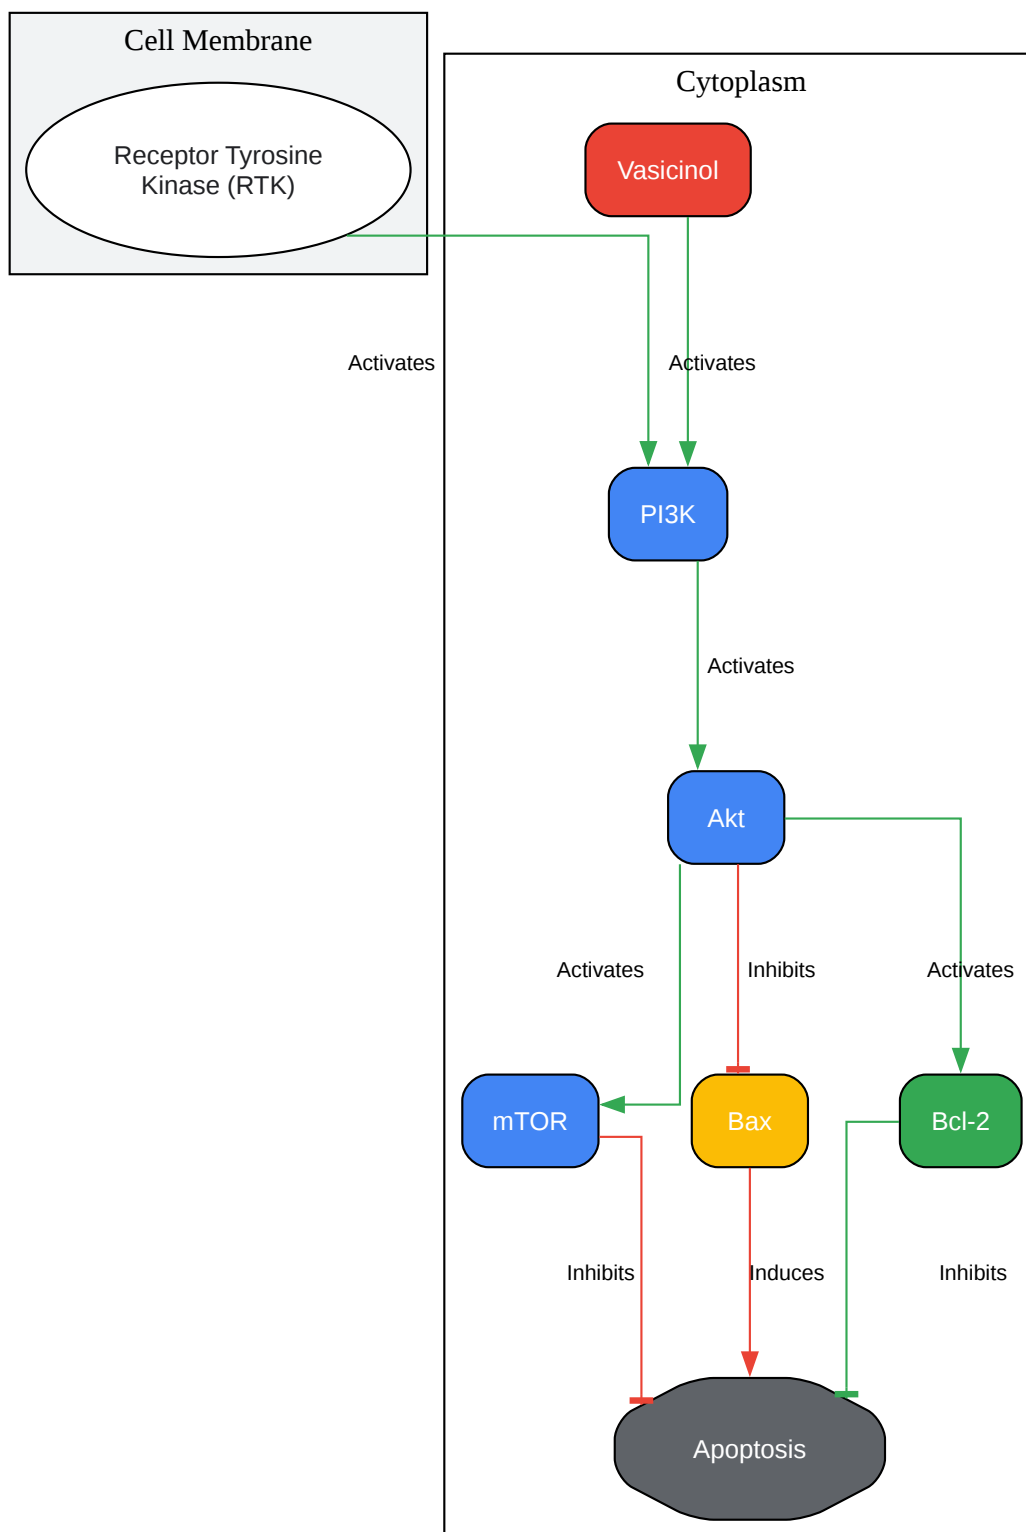 Cell Membrane
Receptor Tyrosine
Kinase (RTK)
Cytoplasm
Vasicinol
Activates
Activates
PI3K
Activates
Akt
Activates
Inhibits
Activates
mTOR
Bax
Bcl-2
Inhibits
Induces
Inhibits
Apoptosis